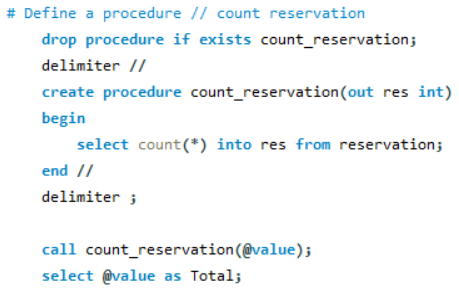 # Define a procedure // count reservation
drop procedure if exists count_reservation;
delimiter //
create procedure count_reservation(out res int)
begin
select count(*) into res from reservation;
end //
delimiter ;
call count_reservation(@value);
select @value as Total;